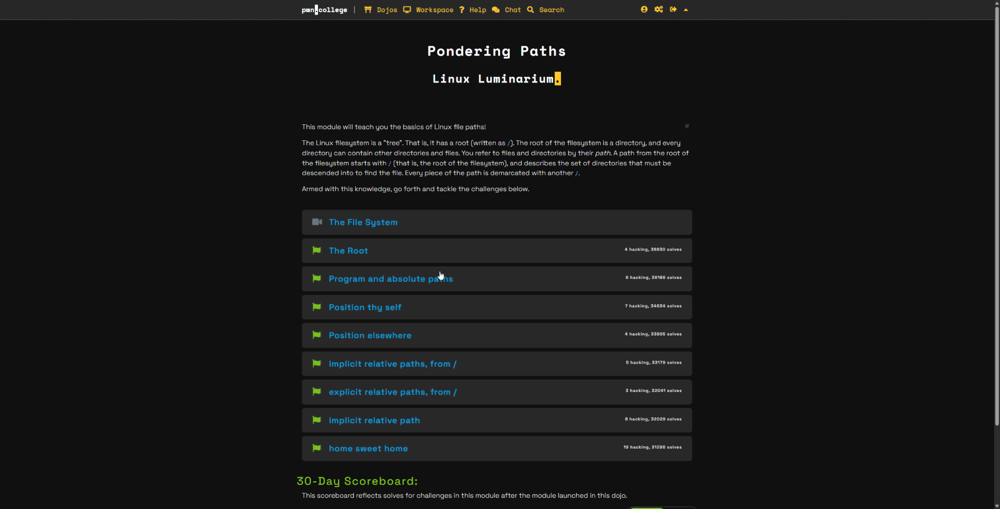 pwn.college | Dojos Workspace ? Help Chat Search
Pondering Paths
Linux Luminarium.
This module will teach you the basics of Linux file paths!
The Linux filesystem is a "tree". That is, it has a root (written as /). The root of the filesystem is a directory, and every
directory can contain other directories and files. You refer to files and directories by their path. A path from the root of
the filesystem starts with / (that is, the root of the filesystem), and describes the set of directories that must be
descended into to find the file. Every piece of the path is demarcated with another /.
Armed with this knowledge, go forth and tackle the challenges below.
The File System
The Root 4 hacking, 36830 solves
Program and absolute paths 6 hacking, 36186 solves
Position thy self 7 hacking, 34634 solves
Position elsewhere 4 hacking, 33805 solves
implicit relative paths, from / 5 hacking, 33179 solves
explicit relative paths, from / 3 hacking, 32041 solves
implicit relative path 8 hacking, 32029 solves
home sweet home 19 hacking, 31296 solves
30-Day Scoreboard:
This scoreboard reflects solves for challenges in this module after the module launched in this dojo.